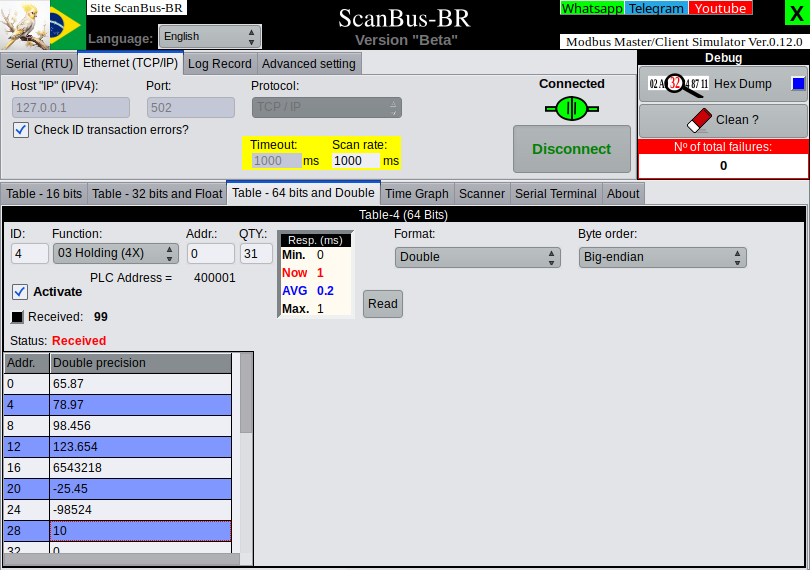 Site ScanBus-BR
Whatsapp Telegram Youtube
X
ScanBus-BR
Language: English
Version "Beta"
Modbus Master/Client Simulator Ver.0.12.0
Serial (RTU) Ethernet (TCP/IP) Log Record Advanced setting
Debug
Host "IP" (IPV4): Port: Protocol:
Connected
127.0.0.1 502 TCP / IP
Hex Dump
Check ID transaction errors?
Clean ?
Timeout: Scan rate:
1000 ms 1000 ms
Disconnect
Nº of total failures:
0
Table - 16 bits Table - 32 bits and Float Table - 64 bits and Double Time Graph Scanner Serial Terminal About
Table-4 (64 Bits)
ID: Function: Addr.: QTY.: Format: Byte order:
4 03 Holding (4X) 0 31 Double Big-endian
Resp. (ms)
Min. 0
Now 1
AVG 0.2
Max. 1
PLC Address = 400001
Activate
Read
Received: 99
Status: Received
Addr. Double precision
0 65.87
4 78.97
8 98.456
12 123.654
16 6543218
20 -25.45
24 -98524
28 10
32 0